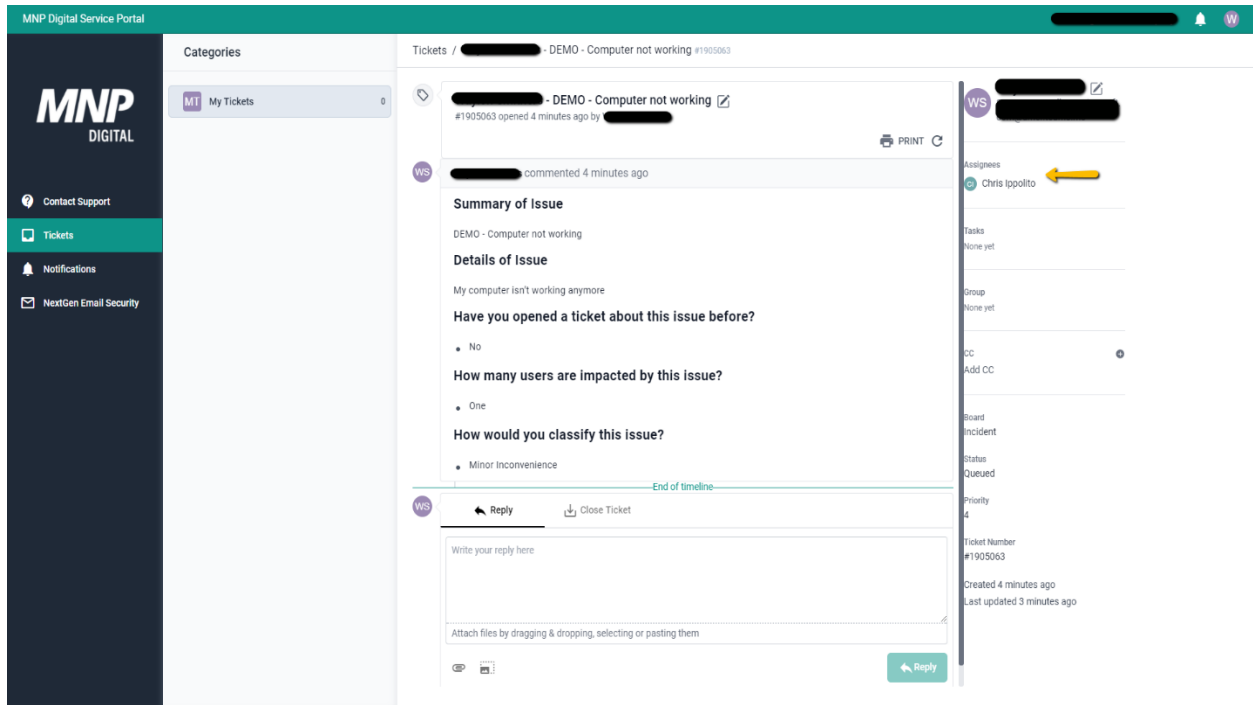 MNP Digital Service Portal
W
MNP
DIGITAL
Contact Support
Tickets
Notifications
NextGen Email Security
Categories
MT My Tickets 0
Tickets / - DEMO - Computer not working #1905063
- DEMO - Computer not working
#1905063 opened 4 minutes ago by
PRINT
WS commented 4 minutes ago
Summary of Issue
DEMO - Computer not working
Details of Issue
My computer isn't working anymore
Have you opened a ticket about this issue before?
• No
How many users are impacted by this issue?
• One
How would you classify this issue?
• Minor Inconvenience
End of timeline
WS Reply Close Ticket
Write your reply here
Attach files by dragging & dropping, selecting or pasting them
Reply
WS
Assignees
CI Chris Ippolito
Tasks
None yet
Group
None yet
CC
Add CC
Board
Incident
Status
Queued
Priority
4
Ticket Number
#1905063
Created 4 minutes ago
Last updated 3 minutes ago